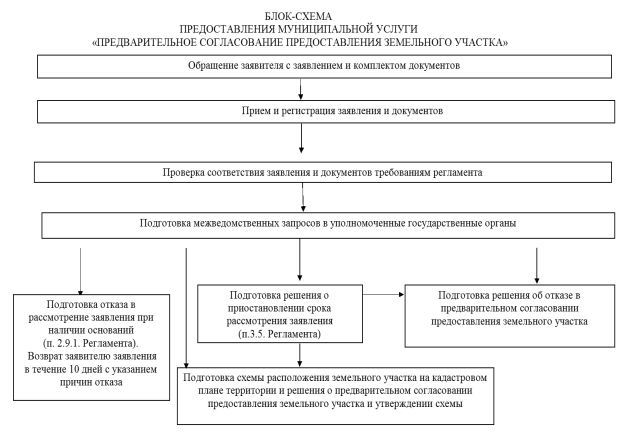 БЛОК-СХЕМА
ПРЕДОСТАВЛЕНИЯ МУНИЦИПАЛЬНОЙ УСЛУГИ
«ПРЕДВАРИТЕЛЬНОЕ СОГЛАСОВАНИЕ ПРЕДОСТАВЛЕНИЯ ЗЕМЕЛЬНОГО УЧАСТКА»
Обращение заявителя с заявлением и комплектом документов
Прием и регистрация заявления и документов
Проверка соответствия заявления и документов требованиям регламента
Подготовка межведомственных запросов в уполномоченные государственные органы
Подготовка отказа в
рассмотрение заявления при
наличии оснований
(п. 2.9.1. Регламента).
Возврат заявителю заявления
в течение 10 дней с указанием
причин отказа
Подготовка решения о
приостановлении срока
рассмотрения заявления
(п.3.5. Регламента)
Подготовка решения об отказе в
предварительном согласовании
предоставления земельного участка
Подготовка схемы расположения земельного участка на кадастровом
плане территории и решения о предварительном согласовании
предоставления земельного участка и утверждении схемы